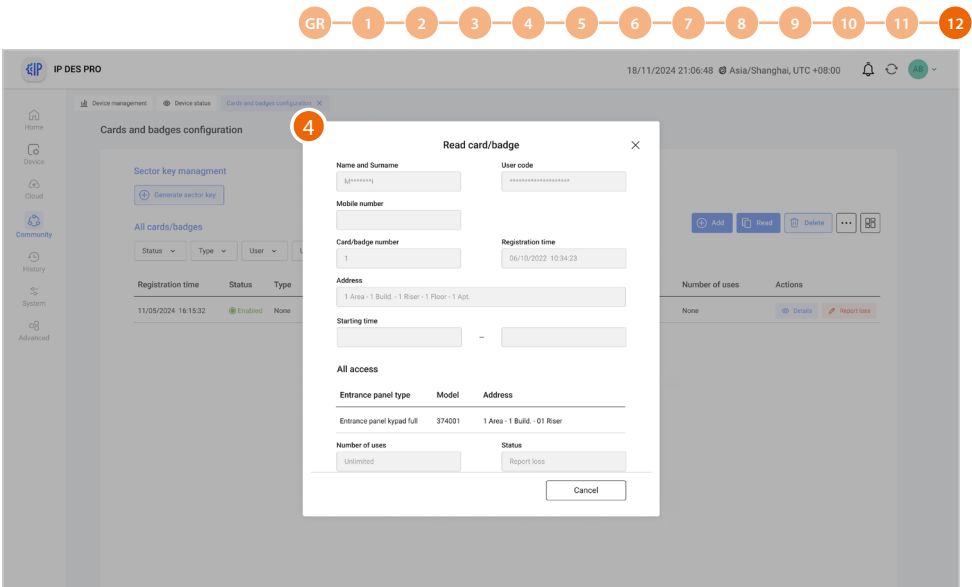 GR 1 2 3 4 5 6 7 8 9 10 11 12
IP IP DES PRO 18/11/2024 21:06:48 Asia/Shanghai, UTC +08:00 AB
Device management Device status Cards and badges configuration
Home
Cards and badges configuration
4
Read card/badge
Device
Name and Surname User code
Sector key managment
M*******i ********************
Generate sector key
Cloud
Mobile number
Community
All cards/badges
Add Read Delete
Card/badge number Registration time
Status Type User
1 06/10/2022 10:34:23
History
Address
Registration time Status Type Number of uses Actions
1 Area - 1 Build. - 1 Riser - 1 Floor - 1 Apt.
System
11/05/2024 16:15:32 Enabled None None Details Report loss
Starting time
–
Advanced
All access
Entrance panel type Model Address
Entrance panel kypad full 374001 1 Area - 1 Build. - 01 Riser
Number of uses Status
Unlimited Report loss
Cancel